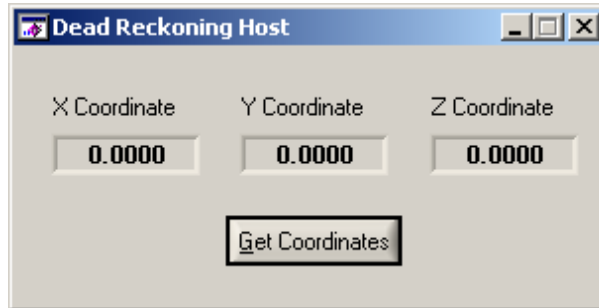 Dead Reckoning Host
X Coordinate Y Coordinate Z Coordinate
0.0000 0.0000 0.0000
Get Coordinates